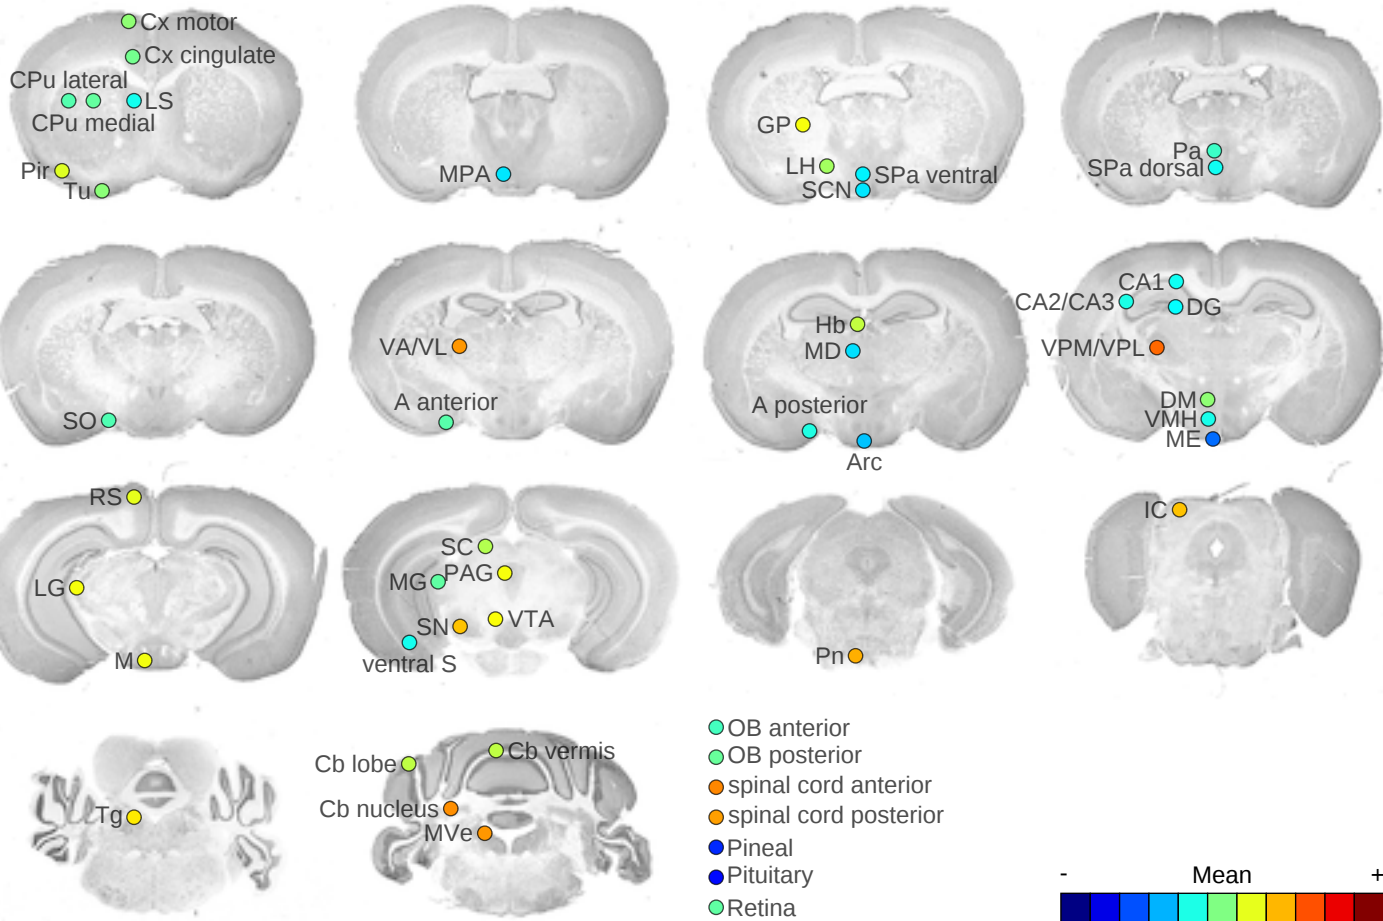 Cx motor
Cx cingulate
CPu lateral
LS
CPu medial
Pir
Tu
MPA
GP
LH
SPa ventral
SCN
Pa
SPa dorsal
SO
VA/VL
A anterior
Hb
MD
A posterior
Arc
CA1
CA2/CA3
DG
VPM/VPL
DM
VMH
ME
RS
LG
M
SC
MG
PAG
SN
VTA
ventral S
Pn
IC
Tg
Cb lobe
Cb vermis
Cb nucleus
MVe
OB anterior
OB posterior
spinal cord anterior
spinal cord posterior
Pineal
Pituitary
Retina
- Mean +